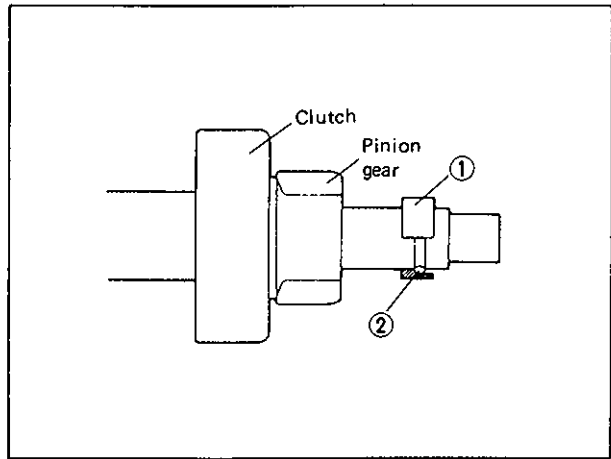 Clutch
Pinion
gear
①
②